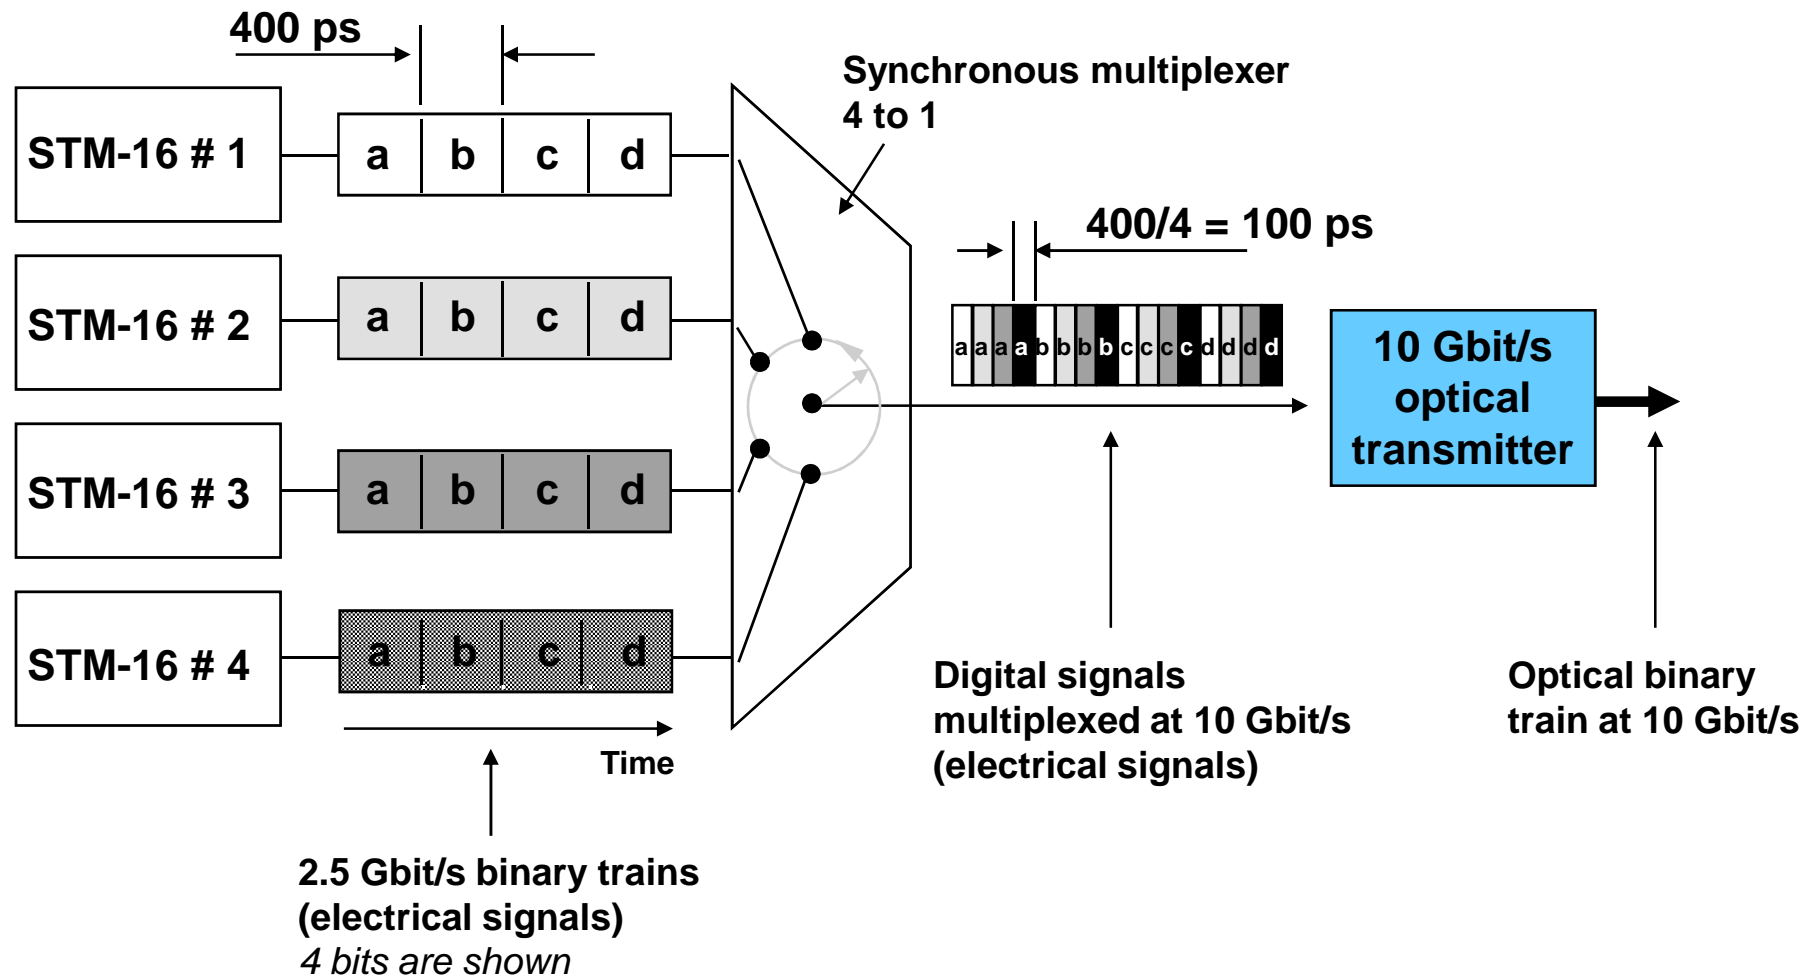 400 ps
Synchronous multiplexer
4 to 1
STM-16 # 1
a b c d
400/4 = 100 ps
STM-16 # 2
a b c d
a a a a b b b b c c c c d d d d
10 Gbit/s
optical
transmitter
STM-16 # 3
a b c d
STM-16 # 4
a b c d
Time
Digital signals
multiplexed at 10 Gbit/s
(electrical signals)
Optical binary
train at 10 Gbit/s
2.5 Gbit/s binary trains
(electrical signals)
4 bits are shown